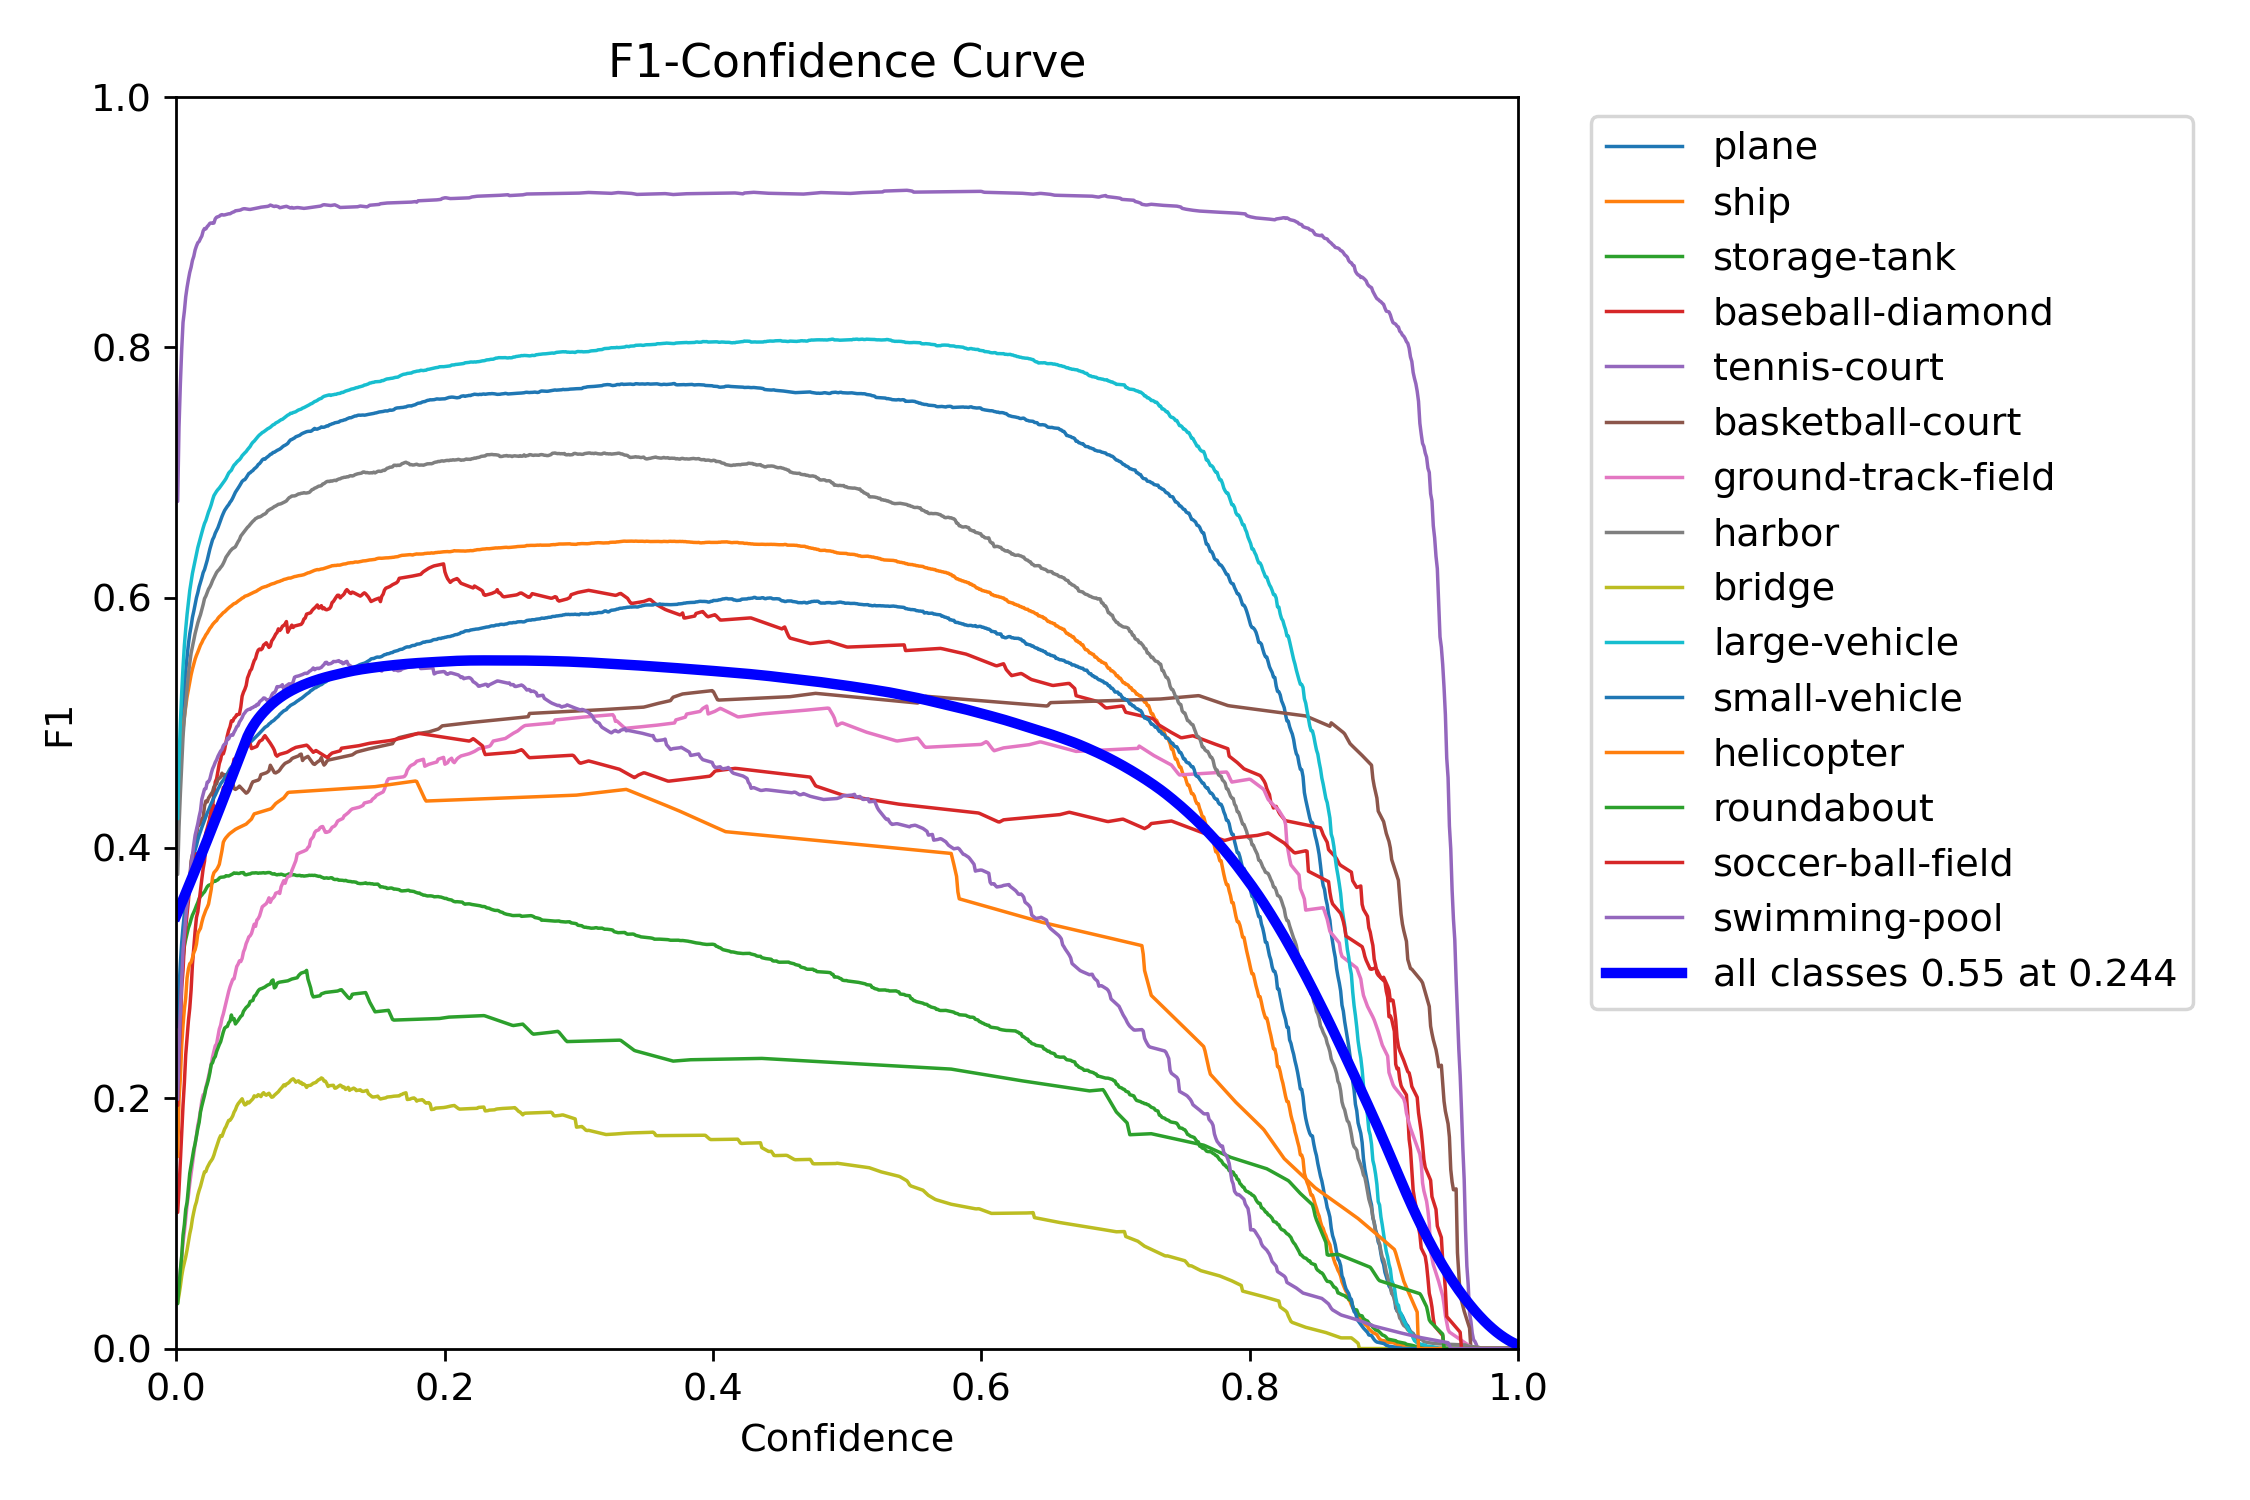 F1-Confidence Curve
1.0
0.8
0.6
0.4
0.2
0.0
F1
0.0 0.2 0.4 0.6 0.8 1.0
Confidence
plane
ship
storage-tank
baseball-diamond
tennis-court
basketball-court
ground-track-field
harbor
bridge
large-vehicle
small-vehicle
helicopter
roundabout
soccer-ball-field
swimming-pool
all classes 0.55 at 0.244